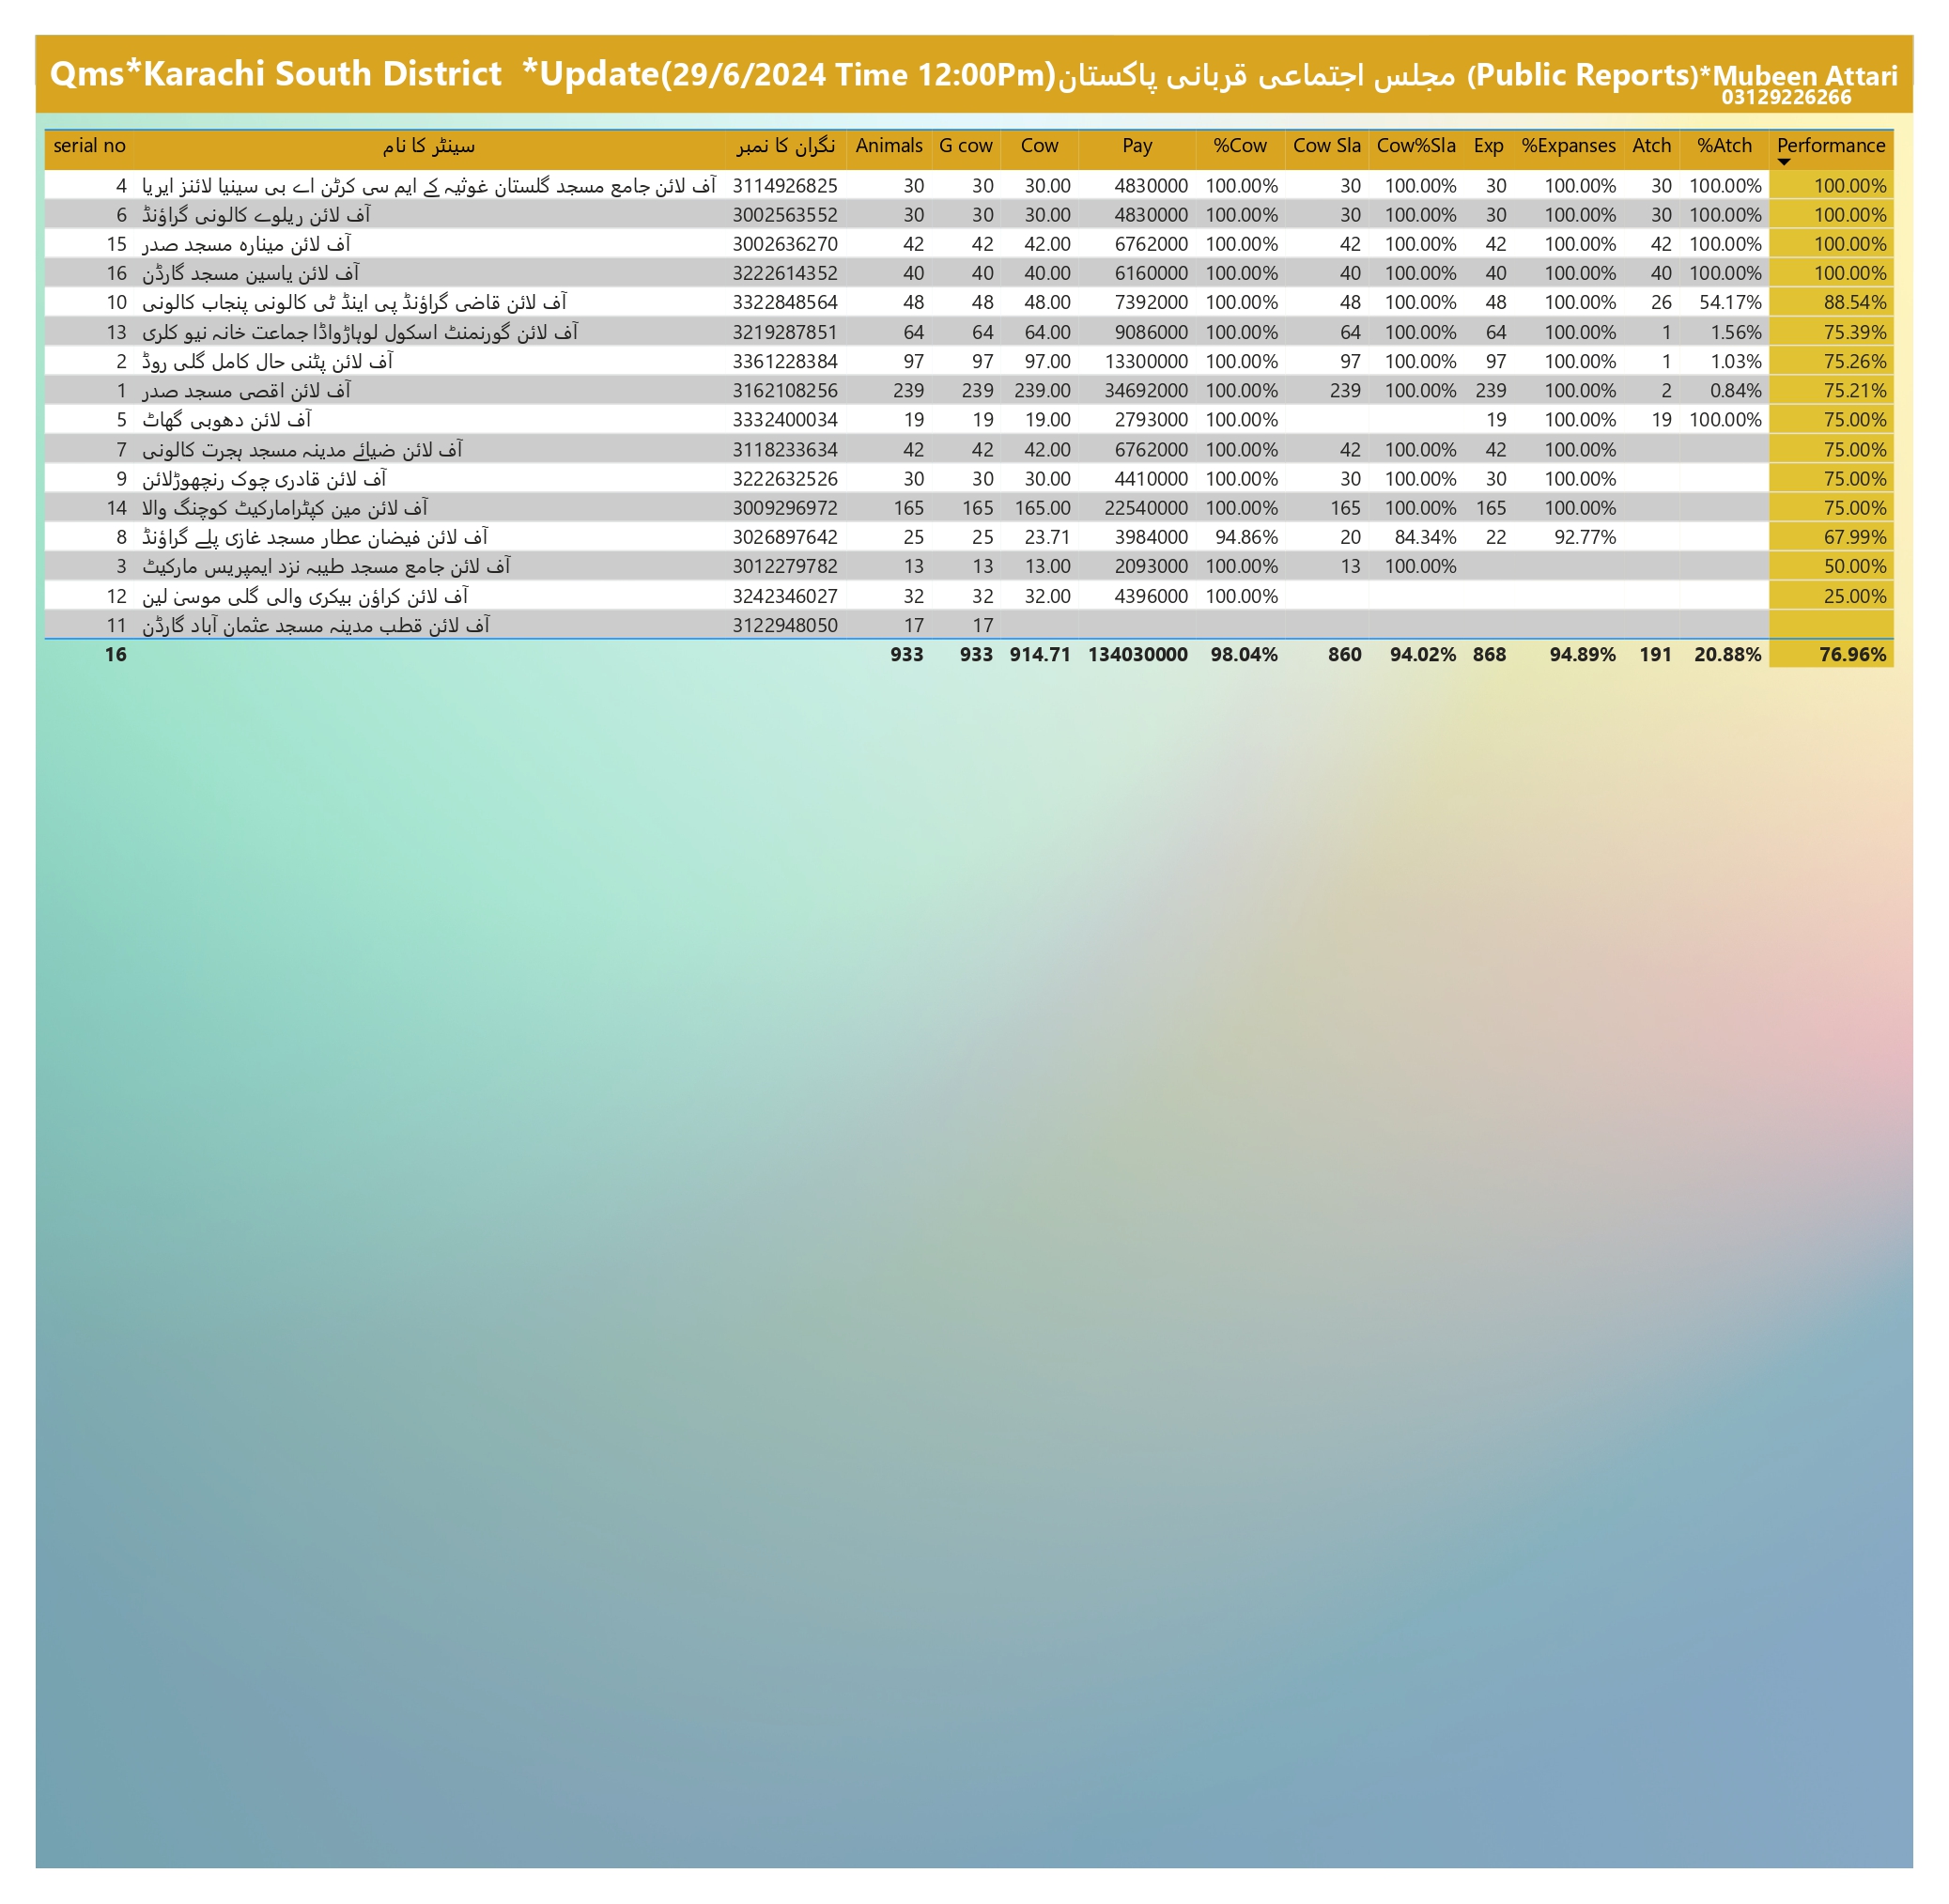 Qms*Karachi South District *Update(29/6/2024 Time 12:00Pm)مجلس اجتماعی قربانی پاکستان (Public Reports)*Mubeen Attari
03129226266
serial no سینٹر کا نام نگران کا نمبر Animals G cow Cow Pay %Cow Cow Sla Cow%Sla Exp %Expanses Atch %Atch Performance
4 آف لائن جامع مسجد گلستان غوثیہ کے ایم سی کرٹن اے بی سینیا لائنز ایریا 3114926825 30 30 30.00 4830000 100.00% 30 100.00% 30 100.00% 30 100.00% 100.00%
6 آف لائن ریلوے کالونی گراؤنڈ 3002563552 30 30 30.00 4830000 100.00% 30 100.00% 30 100.00% 30 100.00% 100.00%
15 آف لائن مینارہ مسجد صدر 3002636270 42 42 42.00 6762000 100.00% 42 100.00% 42 100.00% 42 100.00% 100.00%
16 آف لائن یاسین مسجد گارڈن 3222614352 40 40 40.00 6160000 100.00% 40 100.00% 40 100.00% 40 100.00% 100.00%
10 آف لائن قاضی گراؤنڈ پی اینڈ ٹی کالونی پنجاب کالونی 3322848564 48 48 48.00 7392000 100.00% 48 100.00% 48 100.00% 26 54.17% 88.54%
13 آف لائن گورنمنٹ اسکول لوہاڑواڈا جماعت خانہ نیو کلری 3219287851 64 64 64.00 9086000 100.00% 64 100.00% 64 100.00% 1 1.56% 75.39%
2 آف لائن پٹنی حال کامل گلی روڈ 3361228384 97 97 97.00 13300000 100.00% 97 100.00% 97 100.00% 1 1.03% 75.26%
1 آف لائن اقصی مسجد صدر 3162108256 239 239 239.00 34692000 100.00% 239 100.00% 239 100.00% 2 0.84% 75.21%
5 آف لائن دھوبی گھاٹ 3332400034 19 19 19.00 2793000 100.00% 19 100.00% 19 100.00% 75.00%
7 آف لائن ضیائے مدینہ مسجد ہجرت کالونی 3118233634 42 42 42.00 6762000 100.00% 42 100.00% 42 100.00% 75.00%
9 آف لائن قادری چوک رنچھوڑلائن 3222632526 30 30 30.00 4410000 100.00% 30 100.00% 30 100.00% 75.00%
14 آف لائن مین کپٹرامارکیٹ کوچنگ والا 3009296972 165 165 165.00 22540000 100.00% 165 100.00% 165 100.00% 75.00%
8 آف لائن فیضان عطار مسجد غازی پلے گراؤنڈ 3026897642 25 25 23.71 3984000 94.86% 20 84.34% 22 92.77% 67.99%
3 آف لائن جامع مسجد طیبہ نزد ایمپریس مارکیٹ 3012279782 13 13 13.00 2093000 100.00% 13 100.00% 50.00%
12 آف لائن کراؤن بیکری والی گلی موسیٰ لین 3242346027 32 32 32.00 4396000 100.00% 25.00%
11 آف لائن قطب مدینہ مسجد عثمان آباد گارڈن 3122948050 17 17
16 933 933 914.71 134030000 98.04% 860 94.02% 868 94.89% 191 20.88% 76.96%